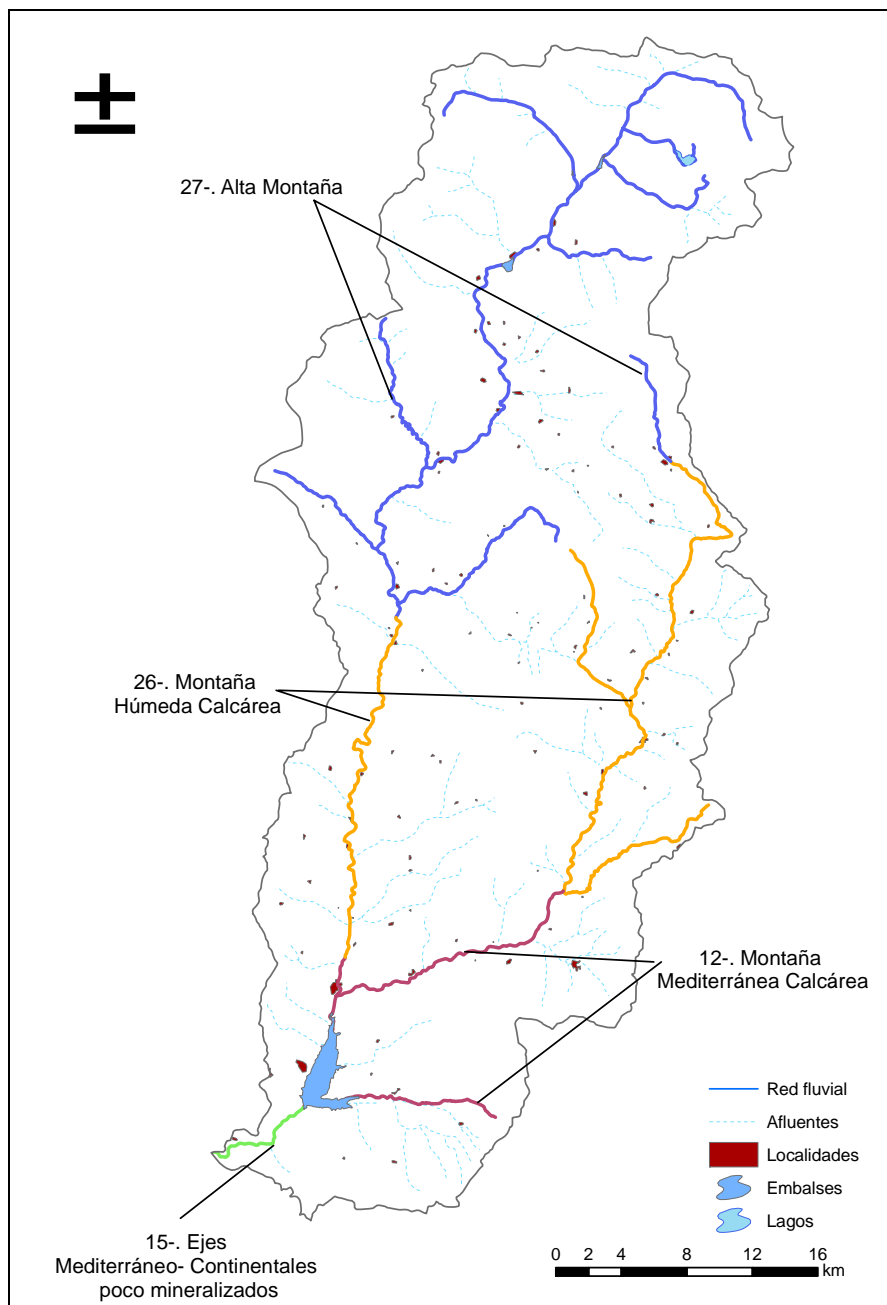 27-. Alta Montaña
26-. Montaña
Húmeda Calcárea
12-. Montaña
Mediterránea Calcárea
15-. Ejes
Mediterráneo- Continentales
poco mineralizados
Red fluvial
Afluentes
Localidades
Embalses
Lagos
0 2 4 8 12 16
km